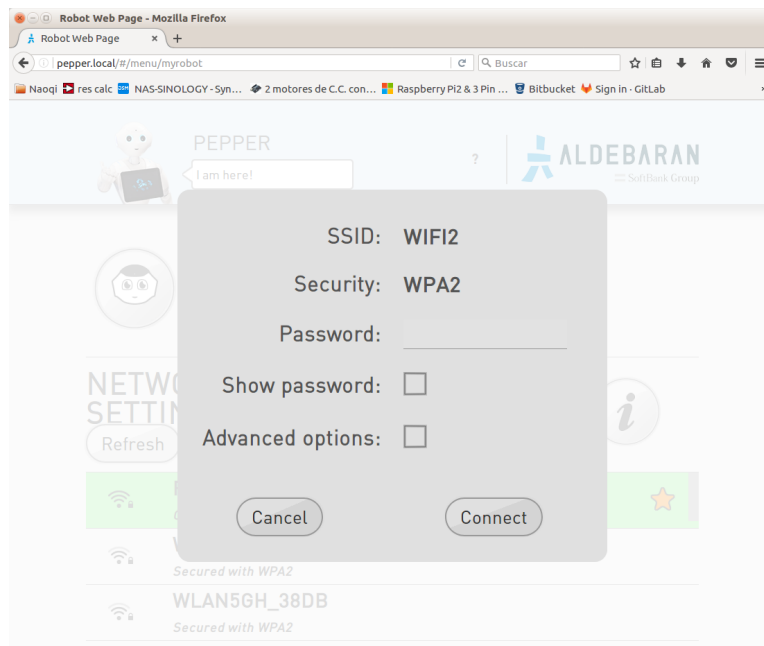 Robot Web Page - Mozilla Firefox
Robot Web Page × +
pepper.local/#/menu/myrobot Buscar
Naoqi res calc NAS-SINOLOGY - Syn... 2 motores de C.C. con... Raspberry Pi2 & 3 Pin ... Bitbucket Sign in · GitLab
PEPPER
I am here!
?
ALDEBARAN
SoftBank Group
SSID: WIFI2
Security: WPA2
Password:
Show password:
Advanced options:
Cancel Connect
NETW
SETTIN
i
Refresh
Secured with WPA2
WLAN5GH_38DB
Secured with WPA2